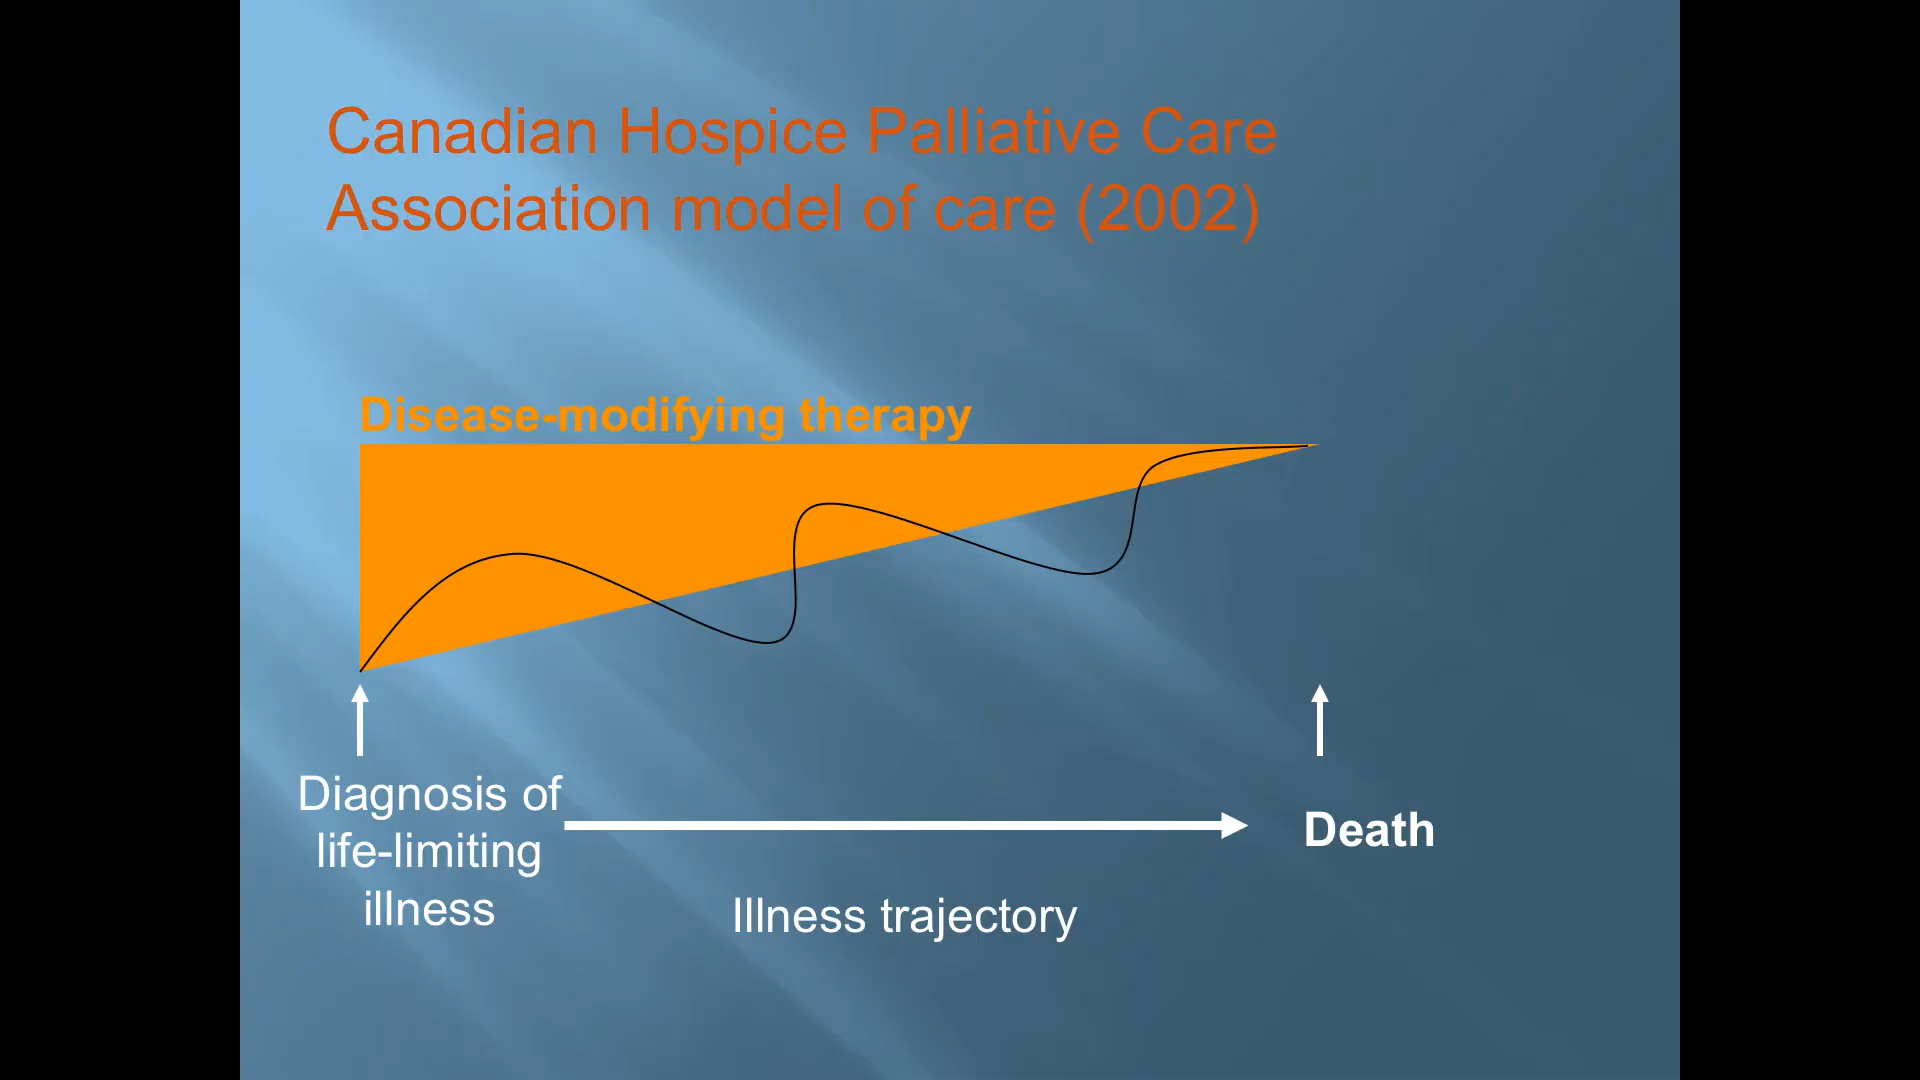 Canadian Hospice Palliative Care
Association model of care (2002)
Disease-modifying therapy
Diagnosis of
life-limiting
illness
Death
Illness trajectory